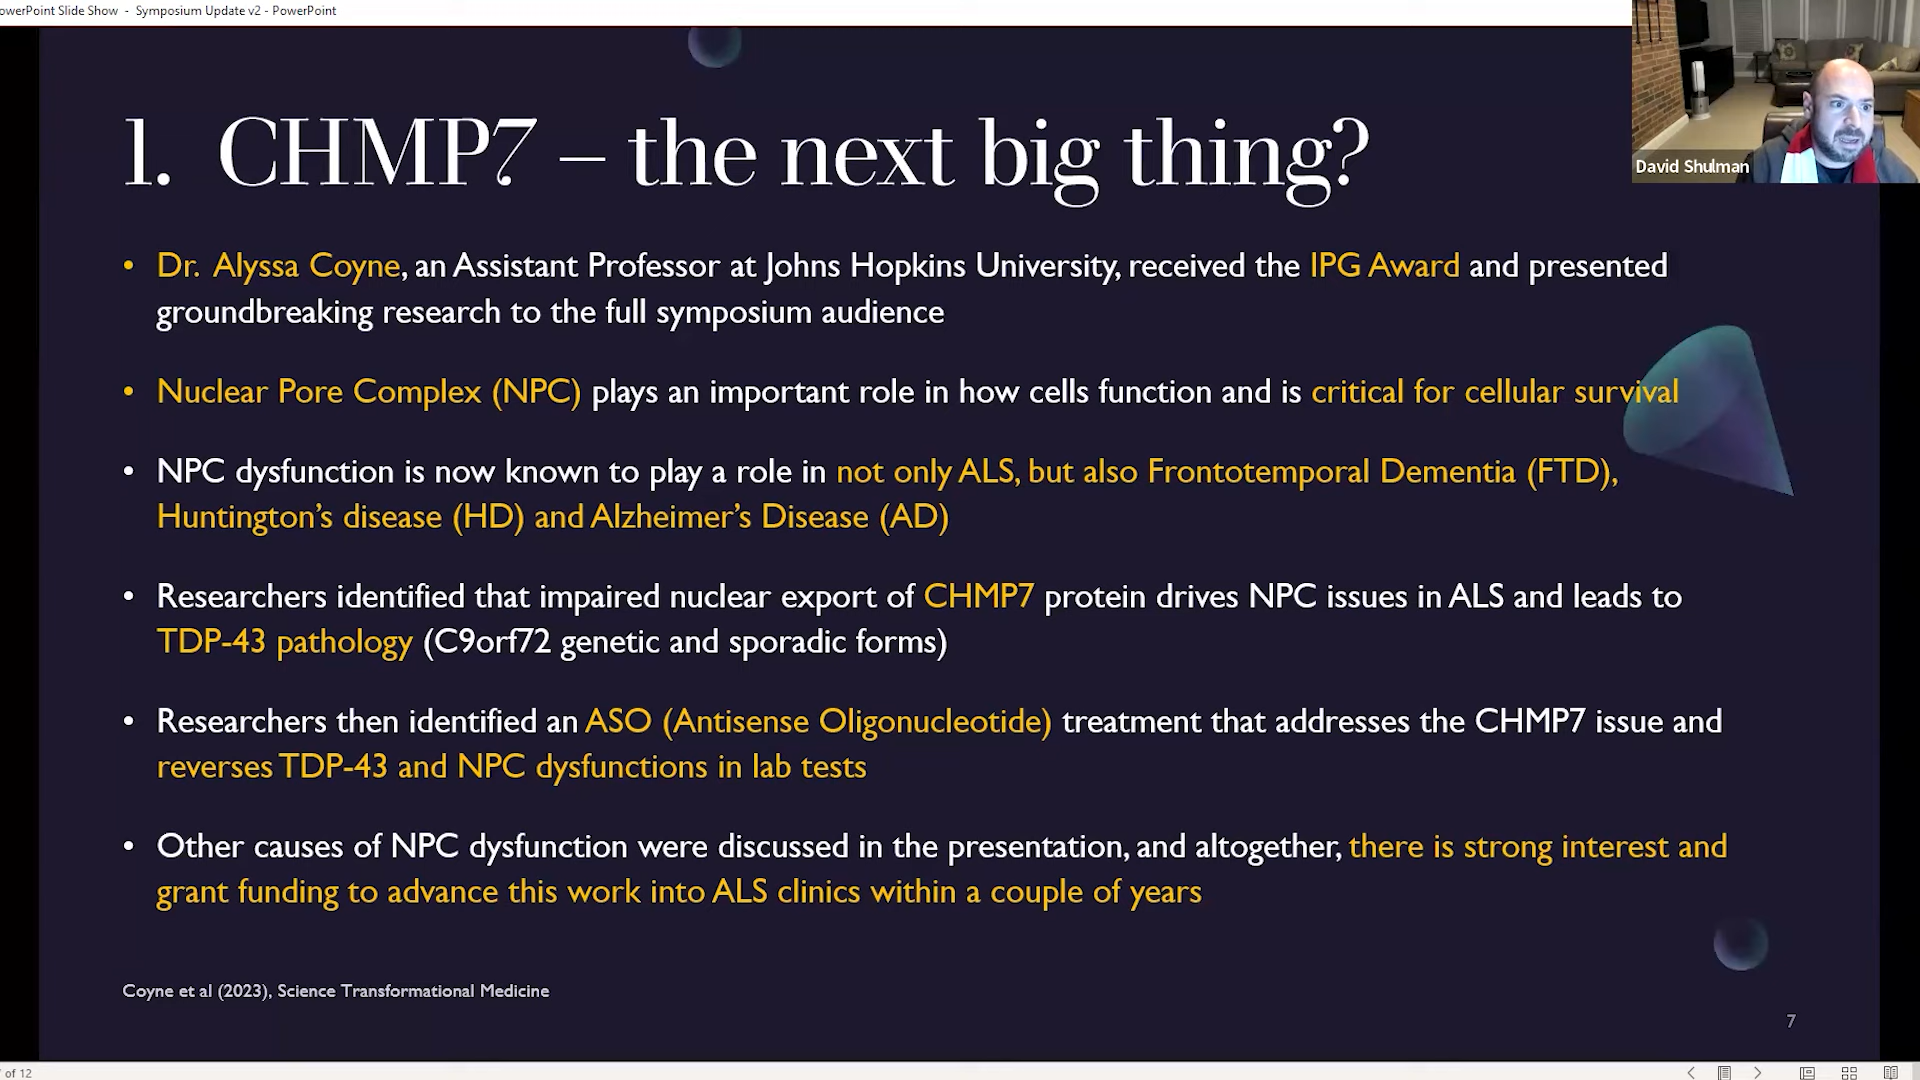 owerPoint Slide Show - Symposium Update v2 - PowerPoint
David Shulman
1. CHMP7 – the next big thing?
• Dr. Alyssa Coyne, an Assistant Professor at Johns Hopkins University, received the IPG Award and presented
groundbreaking research to the full symposium audience
• Nuclear Pore Complex (NPC) plays an important role in how cells function and is critical for cellular survival
• NPC dysfunction is now known to play a role in not only ALS, but also Frontotemporal Dementia (FTD),
Huntington’s disease (HD) and Alzheimer’s Disease (AD)
• Researchers identified that impaired nuclear export of CHMP7 protein drives NPC issues in ALS and leads to
TDP-43 pathology (C9orf72 genetic and sporadic forms)
• Researchers then identified an ASO (Antisense Oligonucleotide) treatment that addresses the CHMP7 issue and
reverses TDP-43 and NPC dysfunctions in lab tests
• Other causes of NPC dysfunction were discussed in the presentation, and altogether, there is strong interest and
grant funding to advance this work into ALS clinics within a couple of years
Coyne et al (2023), Science Transformational Medicine
7
of 12